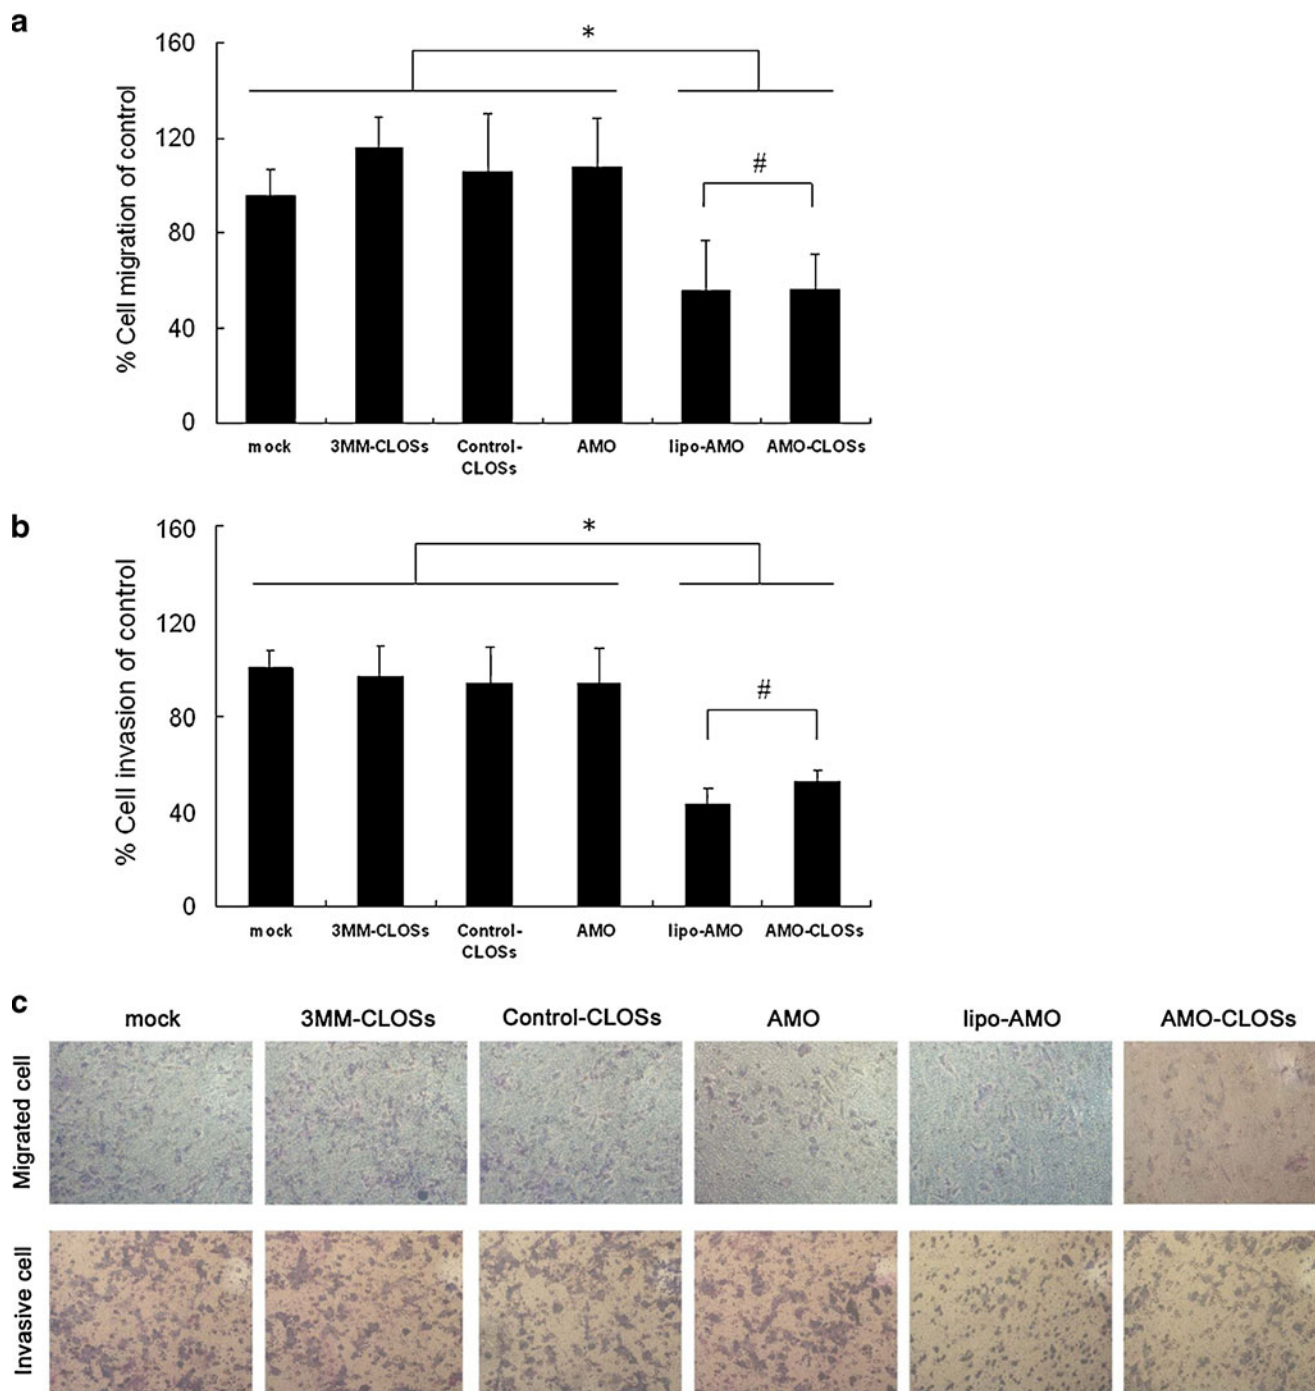 a
*
160
120
80
40
0
% Cell migration of control
#
mock 3MM-CLOSs Control-CLOSs AMO lipo-AMO AMO-CLOSs
b
*
160
120
80
40
0
% Cell invasion of control
#
mock 3MM-CLOSs Control-CLOSs AMO lipo-AMO AMO-CLOSs
c
mock 3MM-CLOSs Control-CLOSs AMO lipo-AMO AMO-CLOSs
Migrated cell
Invasive cell